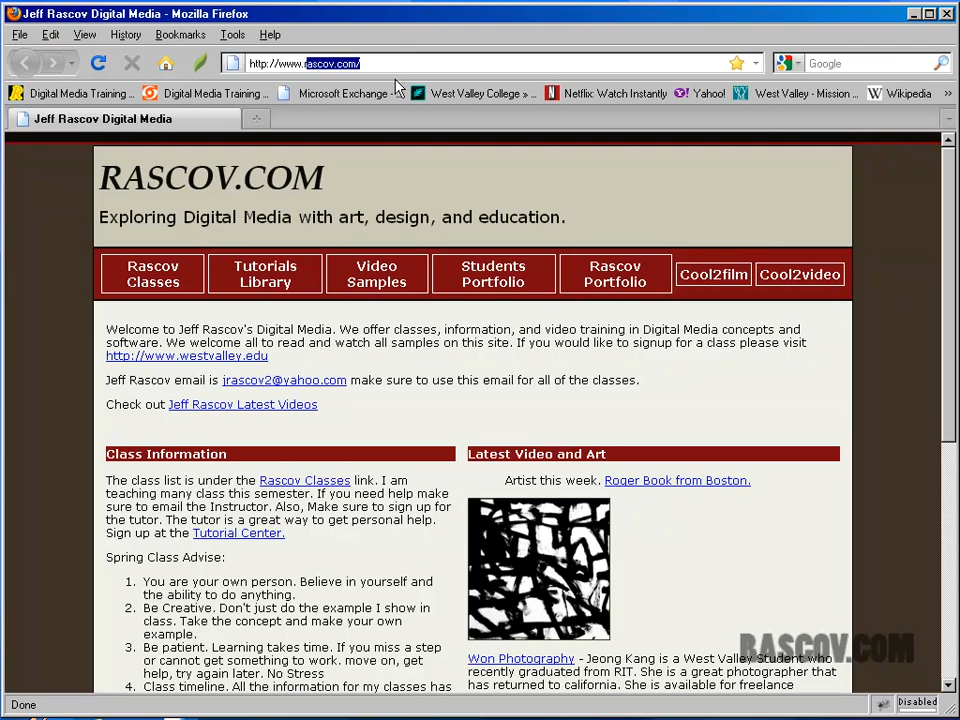 Jeff Rascov Digital Media - Mozilla Firefox
File Edit View History Bookmarks Tools Help
http://www.rascov.com/
Google
Digital Media Training ... Digital Media Training ... Microsoft Exchange - West Valley College » ... Netflix: Watch Instantly Yahoo! West Valley - Mission ... Wikipedia »
Jeff Rascov Digital Media
RASCOV.COM
Exploring Digital Media with art, design, and education.
Rascov Classes
Tutorials Library
Video Samples
Students Portfolio
Rascov Portfolio
Cool2film
Cool2video
Welcome to Jeff Rascov's Digital Media. We offer classes, information, and video training in Digital Media concepts and
software. We welcome all to read and watch all samples on this site. If you would like to signup for a class please visit
http://www.westvalley.edu
Jeff Rascov email is jrascov2@yahoo.com make sure to use this email for all of the classes.
Check out Jeff Rascov Latest Videos
Class Information
The class list is under the Rascov Classes link. I am
teaching many class this semester. If you need help make
sure to email the Instructor. Also, Make sure to sign up for
the tutor. The tutor is a great way to get personal help.
Sign up at the Tutorial Center.
Spring Class Advise:
1. You are your own person. Believe in yourself and
the ability to do anything.
2. Be Creative. Don't just do the example I show in
class. Take the concept and make your own
example.
3. Be patient. Learning takes time. If you miss a step
or cannot get something to work. move on, get
help, try again later. No Stress
4. Class timeline. All the information for my classes has
Latest Video and Art
Artist this week. Roger Book from Boston.
Won Photography - Jeong Kang is a West Valley Student who
recently graduated from RIT. She is a great photographer that
has returned to california. She is available for freelance
RASCOV.COM
Done
Disabled